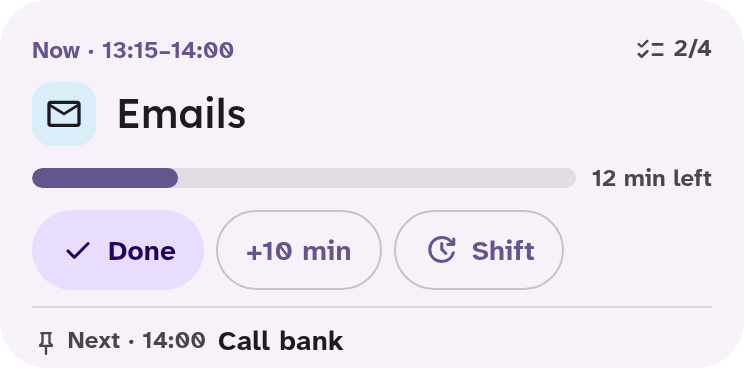 Now · 13:15–14:00
2/4
Emails
12 min left
Done
+10 min
Shift
Next · 14:00 Call bank